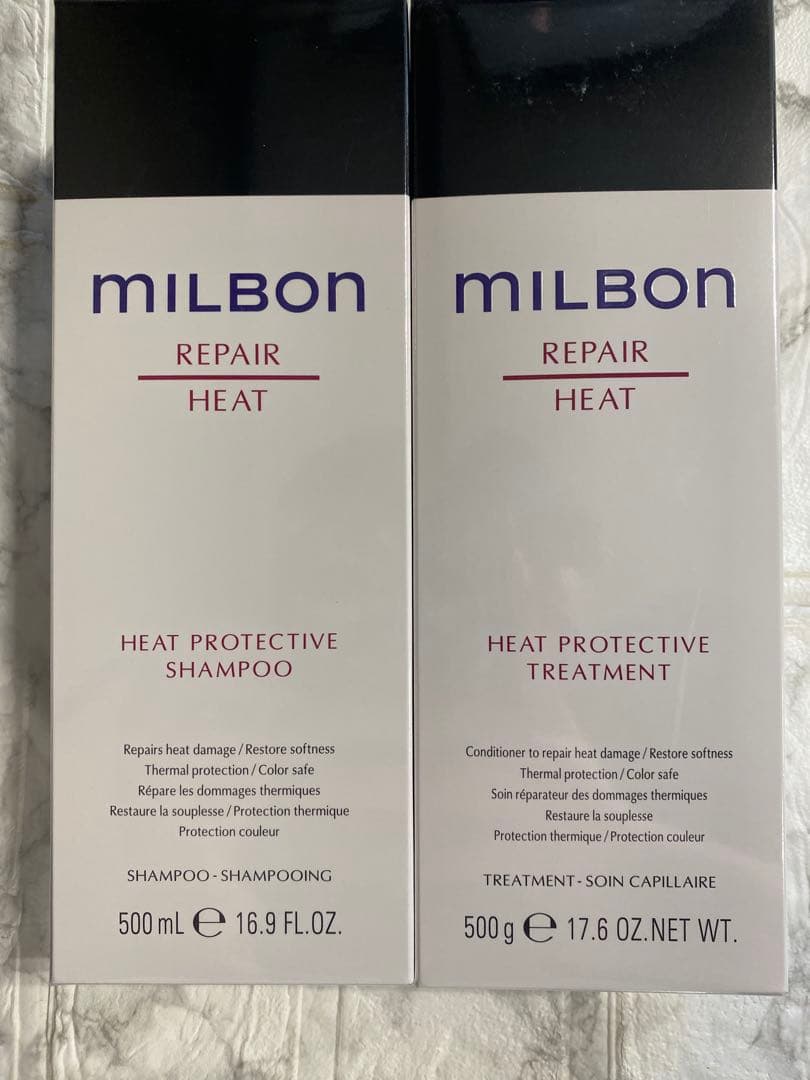 mILBon
REPAIR
HEAT
HEAT PROTECTIVE
SHAMPOO
Repairs heat damage / Restore softness
Thermal protection / Color safe
Répare les dommages thermiques
Restaure la souplesse / Protection thermique
Protection couleur
SHAMPOO - SHAMPOOING
500 mL ℮ 16.9 FL.OZ.
mILBon
REPAIR
HEAT
HEAT PROTECTIVE
TREATMENT
Conditioner to repair heat damage / Restore softness
Thermal protection / Color safe
Soin réparateur des dommages thermiques
Restaure la souplesse
Protection thermique / Protection couleur
TREATMENT - SOIN CAPILLAIRE
500 g ℮ 17.6 OZ.NET WT.